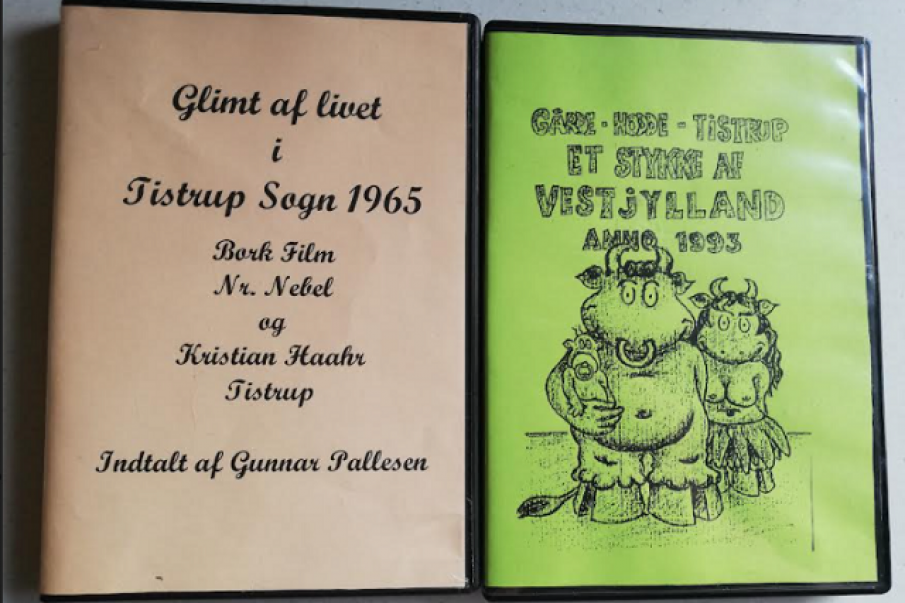 Glimt af livet
i
Tistrup Sogn 1965
Bork Film
Nr. Nebel
og
Kristian Haahr
Tistrup
Indtalt af Gunnar Pallesen
GÅRDE - HODDE - TiSTRUP
ET STYKKE AF
VESTJYLLAND
ANNO 1993